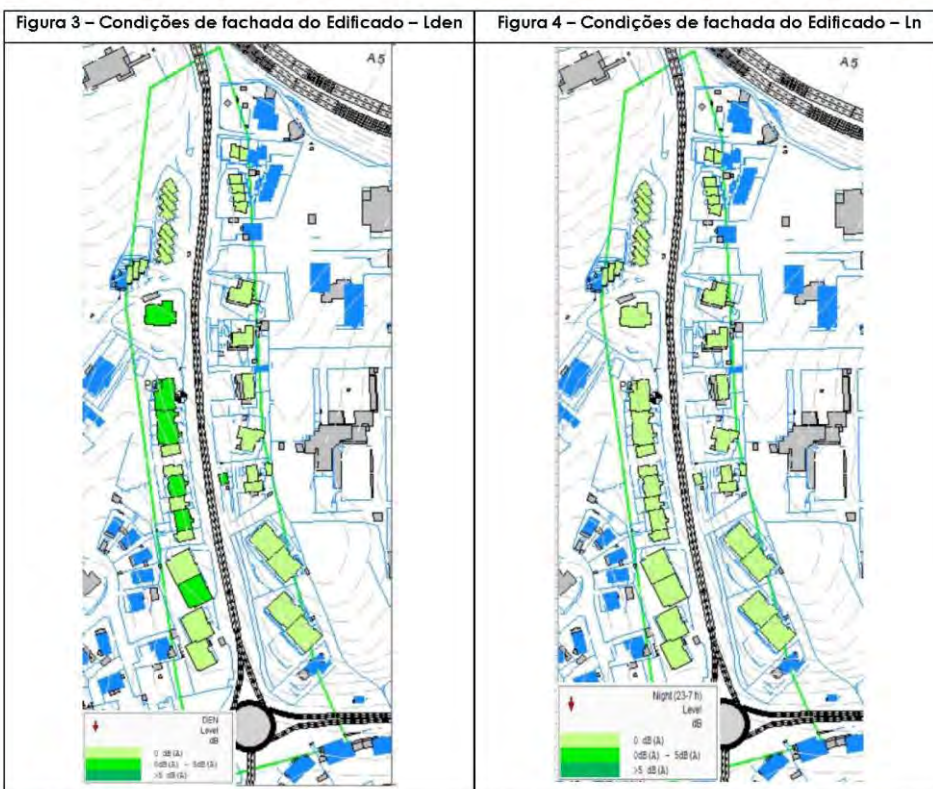 Figura 3 – Condições de fachada do Edificado – Lden
Figura 4 – Condições de fachada do Edificado – Ln
A5
A5
DEN
Level
dB
0 dB(A)
0dB(A) - 5dB(A)
>5 dB(A)
Night (23-7 h)
Level
dB
0 dB(A)
0dB(A) - 5dB(A)
>5 dB(A)